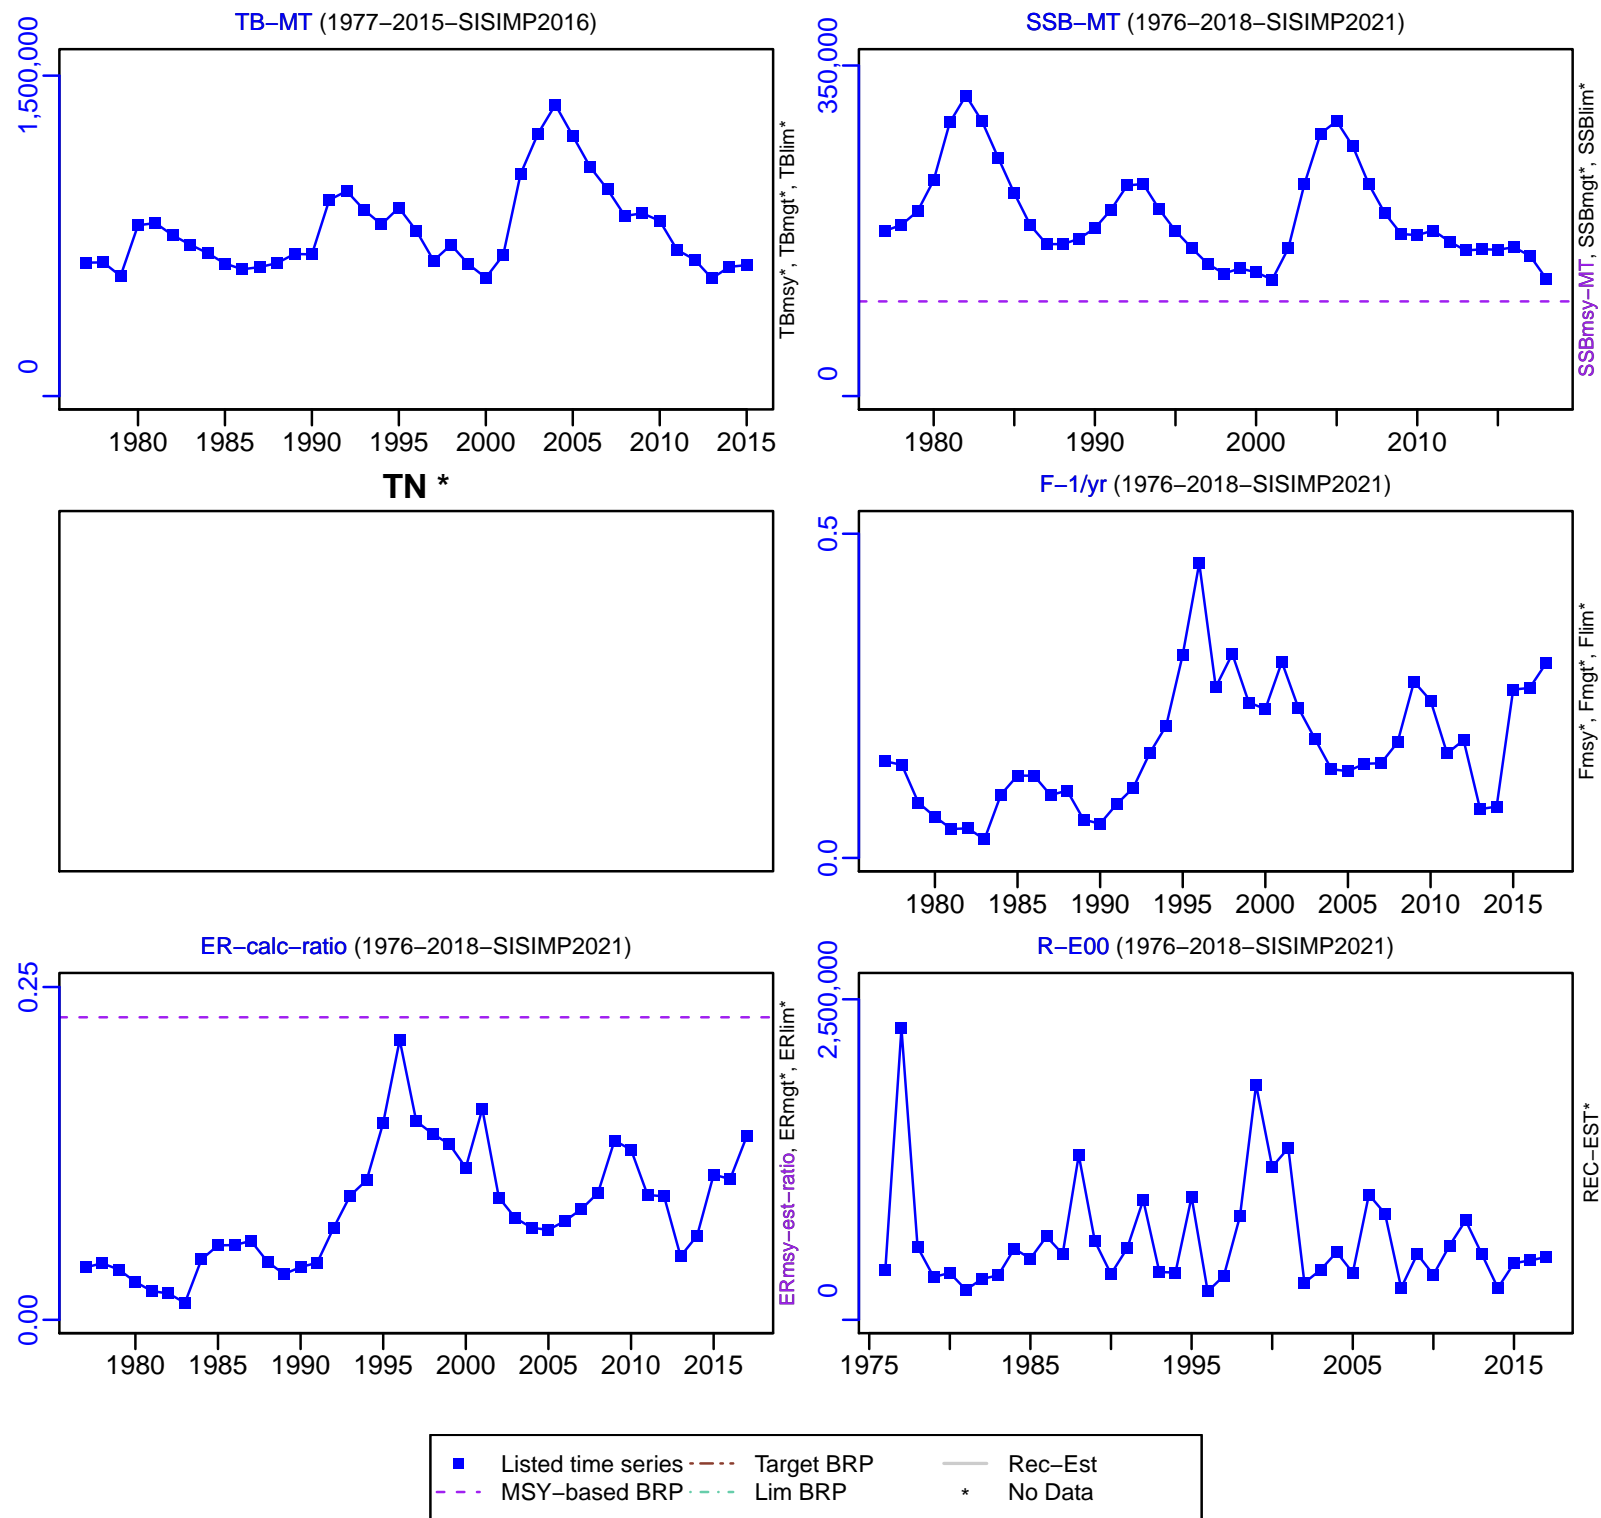 TB−MT (1977−2015−SISIMP2016)
0
1,500,000
1980 1985 1990 1995 2000 2005 2010 2015
TBmsy*, TBmgt*, TBlim*
SSB−MT (1976−2018−SISIMP2021)
0
350,000
1980 1990 2000 2010
SSBmsy−MT, SSBmgt*, SSBlim*
TN *
F−1/yr (1976−2018−SISIMP2021)
0.0
0.5
1980 1985 1990 1995 2000 2005 2010 2015
Fmsy*, Fmgt*, Flim*
ER−calc−ratio (1976−2018−SISIMP2021)
0.00
0.25
1980 1985 1990 1995 2000 2005 2010 2015
ERmsy−est−ratio, ERmgt*, ERlim*
R−E00 (1976−2018−SISIMP2021)
0
2,500,000
1975 1985 1995 2005 2015
REC−EST*
Listed time series
MSY−based BRP
Target BRP
Lim BRP
Rec−Est
* No Data